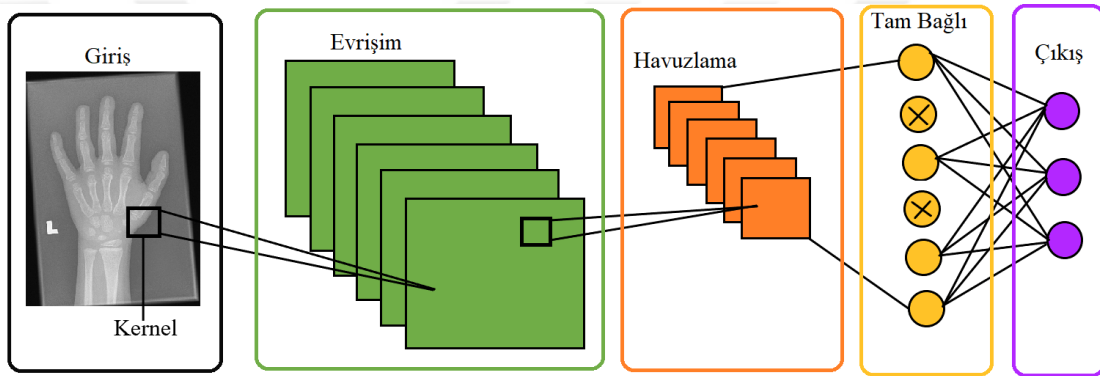 Giriş
Evrişim
Havuzlama
Tam Bağlı
Çıkış
L
Kernel